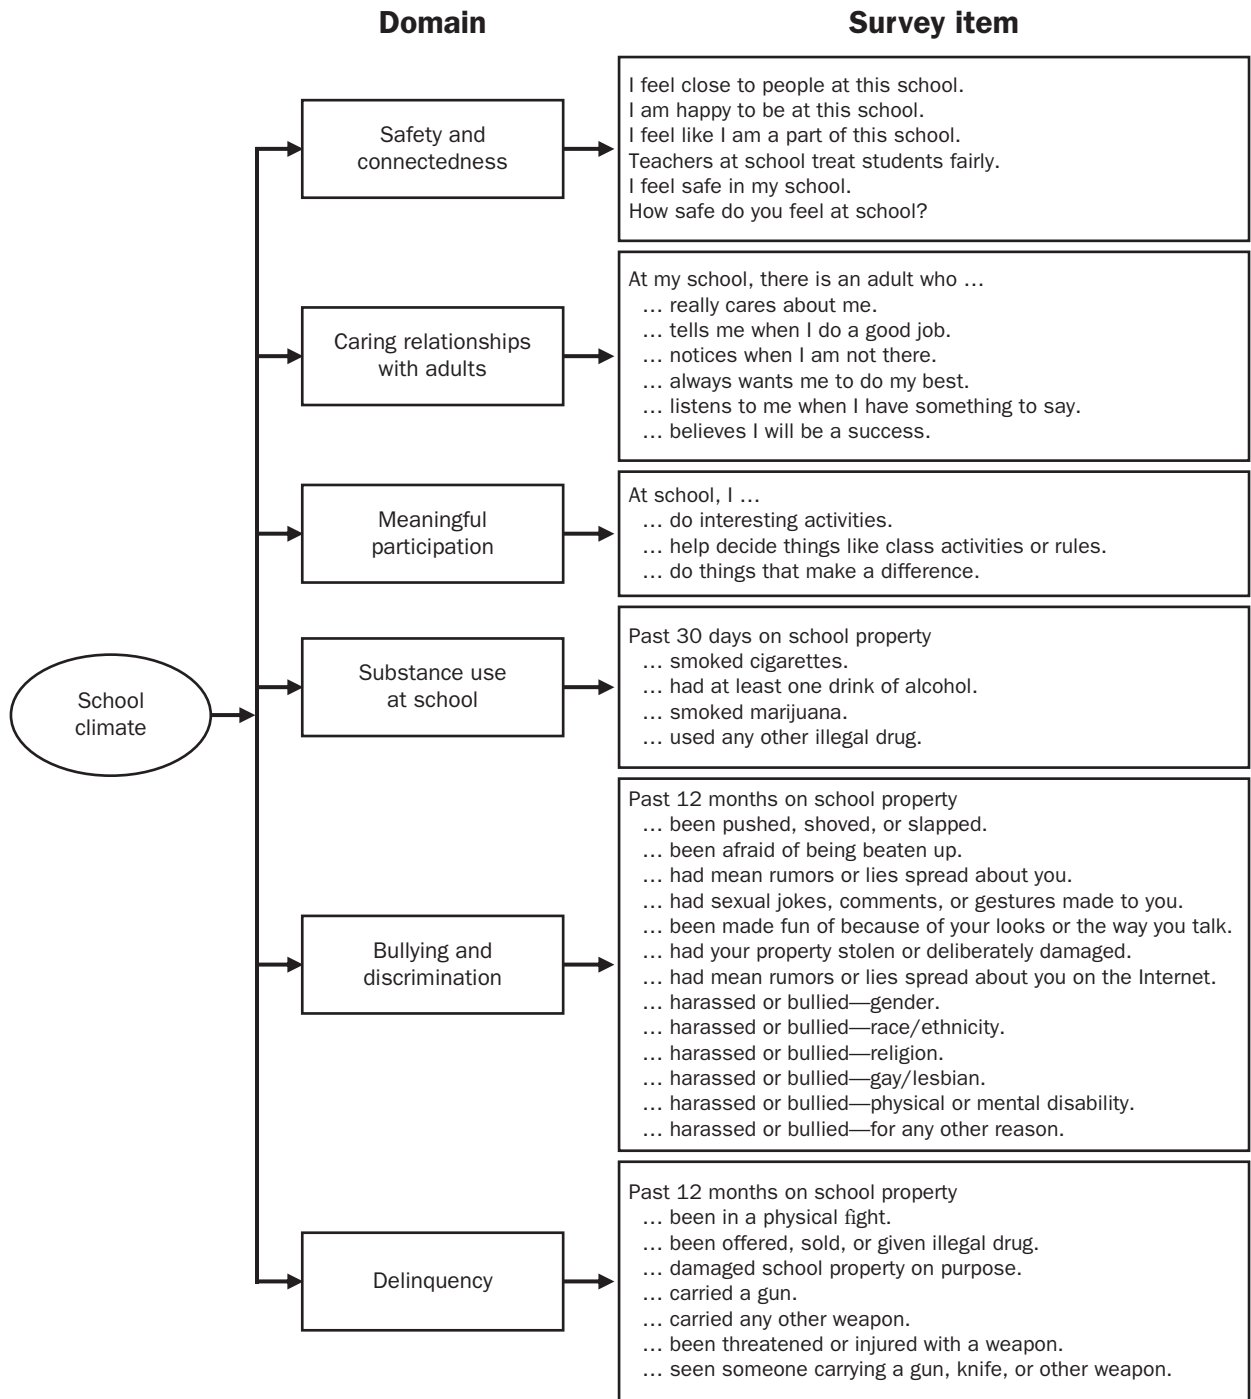 Domain
Survey item
School
climate
Safety and
connectedness
I feel close to people at this school.
I am happy to be at this school.
I feel like I am a part of this school.
Teachers at school treat students fairly.
I feel safe in my school.
How safe do you feel at school?
Caring relationships
with adults
At my school, there is an adult who …
… really cares about me.
… tells me when I do a good job.
… notices when I am not there.
… always wants me to do my best.
… listens to me when I have something to say.
… believes I will be a success.
Meaningful
participation
At school, I …
… do interesting activities.
… help decide things like class activities or rules.
… do things that make a difference.
Substance use
at school
Past 30 days on school property
… smoked cigarettes.
… had at least one drink of alcohol.
… smoked marijuana.
… used any other illegal drug.
Bullying and
discrimination
Past 12 months on school property
… been pushed, shoved, or slapped.
… been afraid of being beaten up.
… had mean rumors or lies spread about you.
… had sexual jokes, comments, or gestures made to you.
… been made fun of because of your looks or the way you talk.
… had your property stolen or deliberately damaged.
… had mean rumors or lies spread about you on the Internet.
… harassed or bullied—gender.
… harassed or bullied—race/ethnicity.
… harassed or bullied—religion.
… harassed or bullied—gay/lesbian.
… harassed or bullied—physical or mental disability.
… harassed or bullied—for any other reason.
Delinquency
Past 12 months on school property
… been in a physical fight.
… been offered, sold, or given illegal drug.
… damaged school property on purpose.
… carried a gun.
… carried any other weapon.
… been threatened or injured with a weapon.
… seen someone carrying a gun, knife, or other weapon.